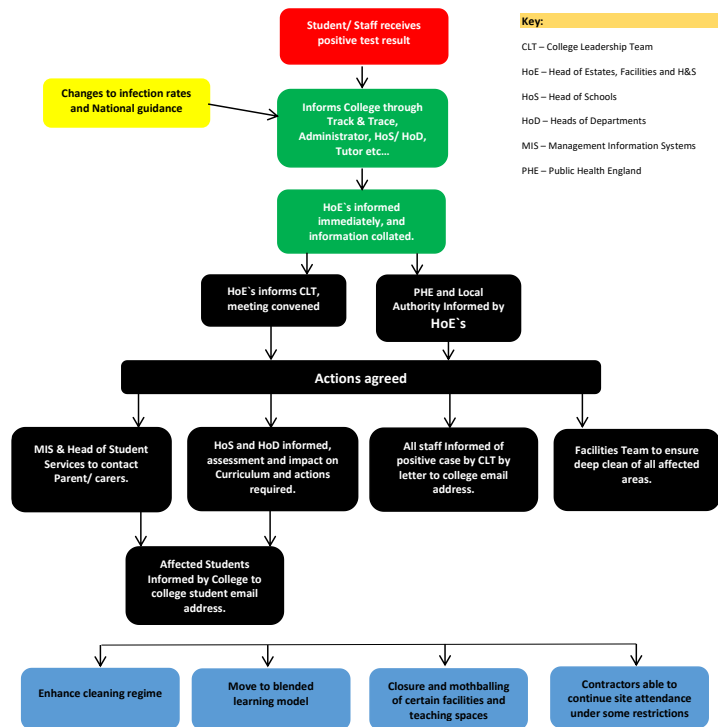 Student/ Staff receives
positive test result
Key:
CLT – College Leadership Team
HoE – Head of Estates, Facilities and H&S
HoS – Head of Schools
HoD – Heads of Departments
MIS – Management Information Systems
PHE – Public Health England
Changes to infection rates
and National guidance
Informs College through
Track & Trace,
Administrator, HoS/ HoD,
Tutor etc...
HoE`s informed
immediately, and
information collated.
HoE`s informs CLT,
meeting convened
PHE and Local
Authority Informed by
HoE`s
Actions agreed
MIS & Head of Student
Services to contact
Parent/ carers.
HoS and HoD informed,
assessment and impact on
Curriculum and actions
required.
All staff Informed of
positive case by CLT by
letter to college email
address.
Facilities Team to ensure
deep clean of all affected
areas.
Affected Students
Informed by College to
college student email
address.
Enhance cleaning regime
Move to blended
learning model
Closure and mothballing
of certain facilities and
teaching spaces
Contractors able to
continue site attendance
under some restrictions